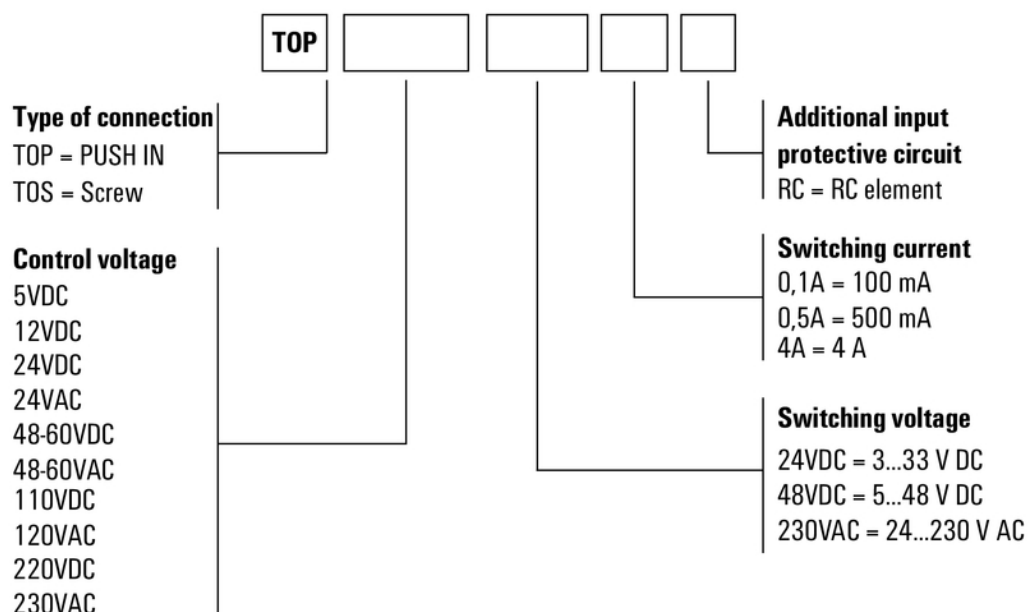 TOP
Type of connection
TOP = PUSH IN
TOS = Screw
Control voltage
5VDC
12VDC
24VDC
24VAC
48-60VDC
48-60VAC
110VDC
120VAC
220VDC
230VAC
Additional input
protective circuit
RC = RC element
Switching current
0,1A = 100 mA
0,5A = 500 mA
4A = 4 A
Switching voltage
24VDC = 3...33 V DC
48VDC = 5...48 V DC
230VAC = 24...230 V AC